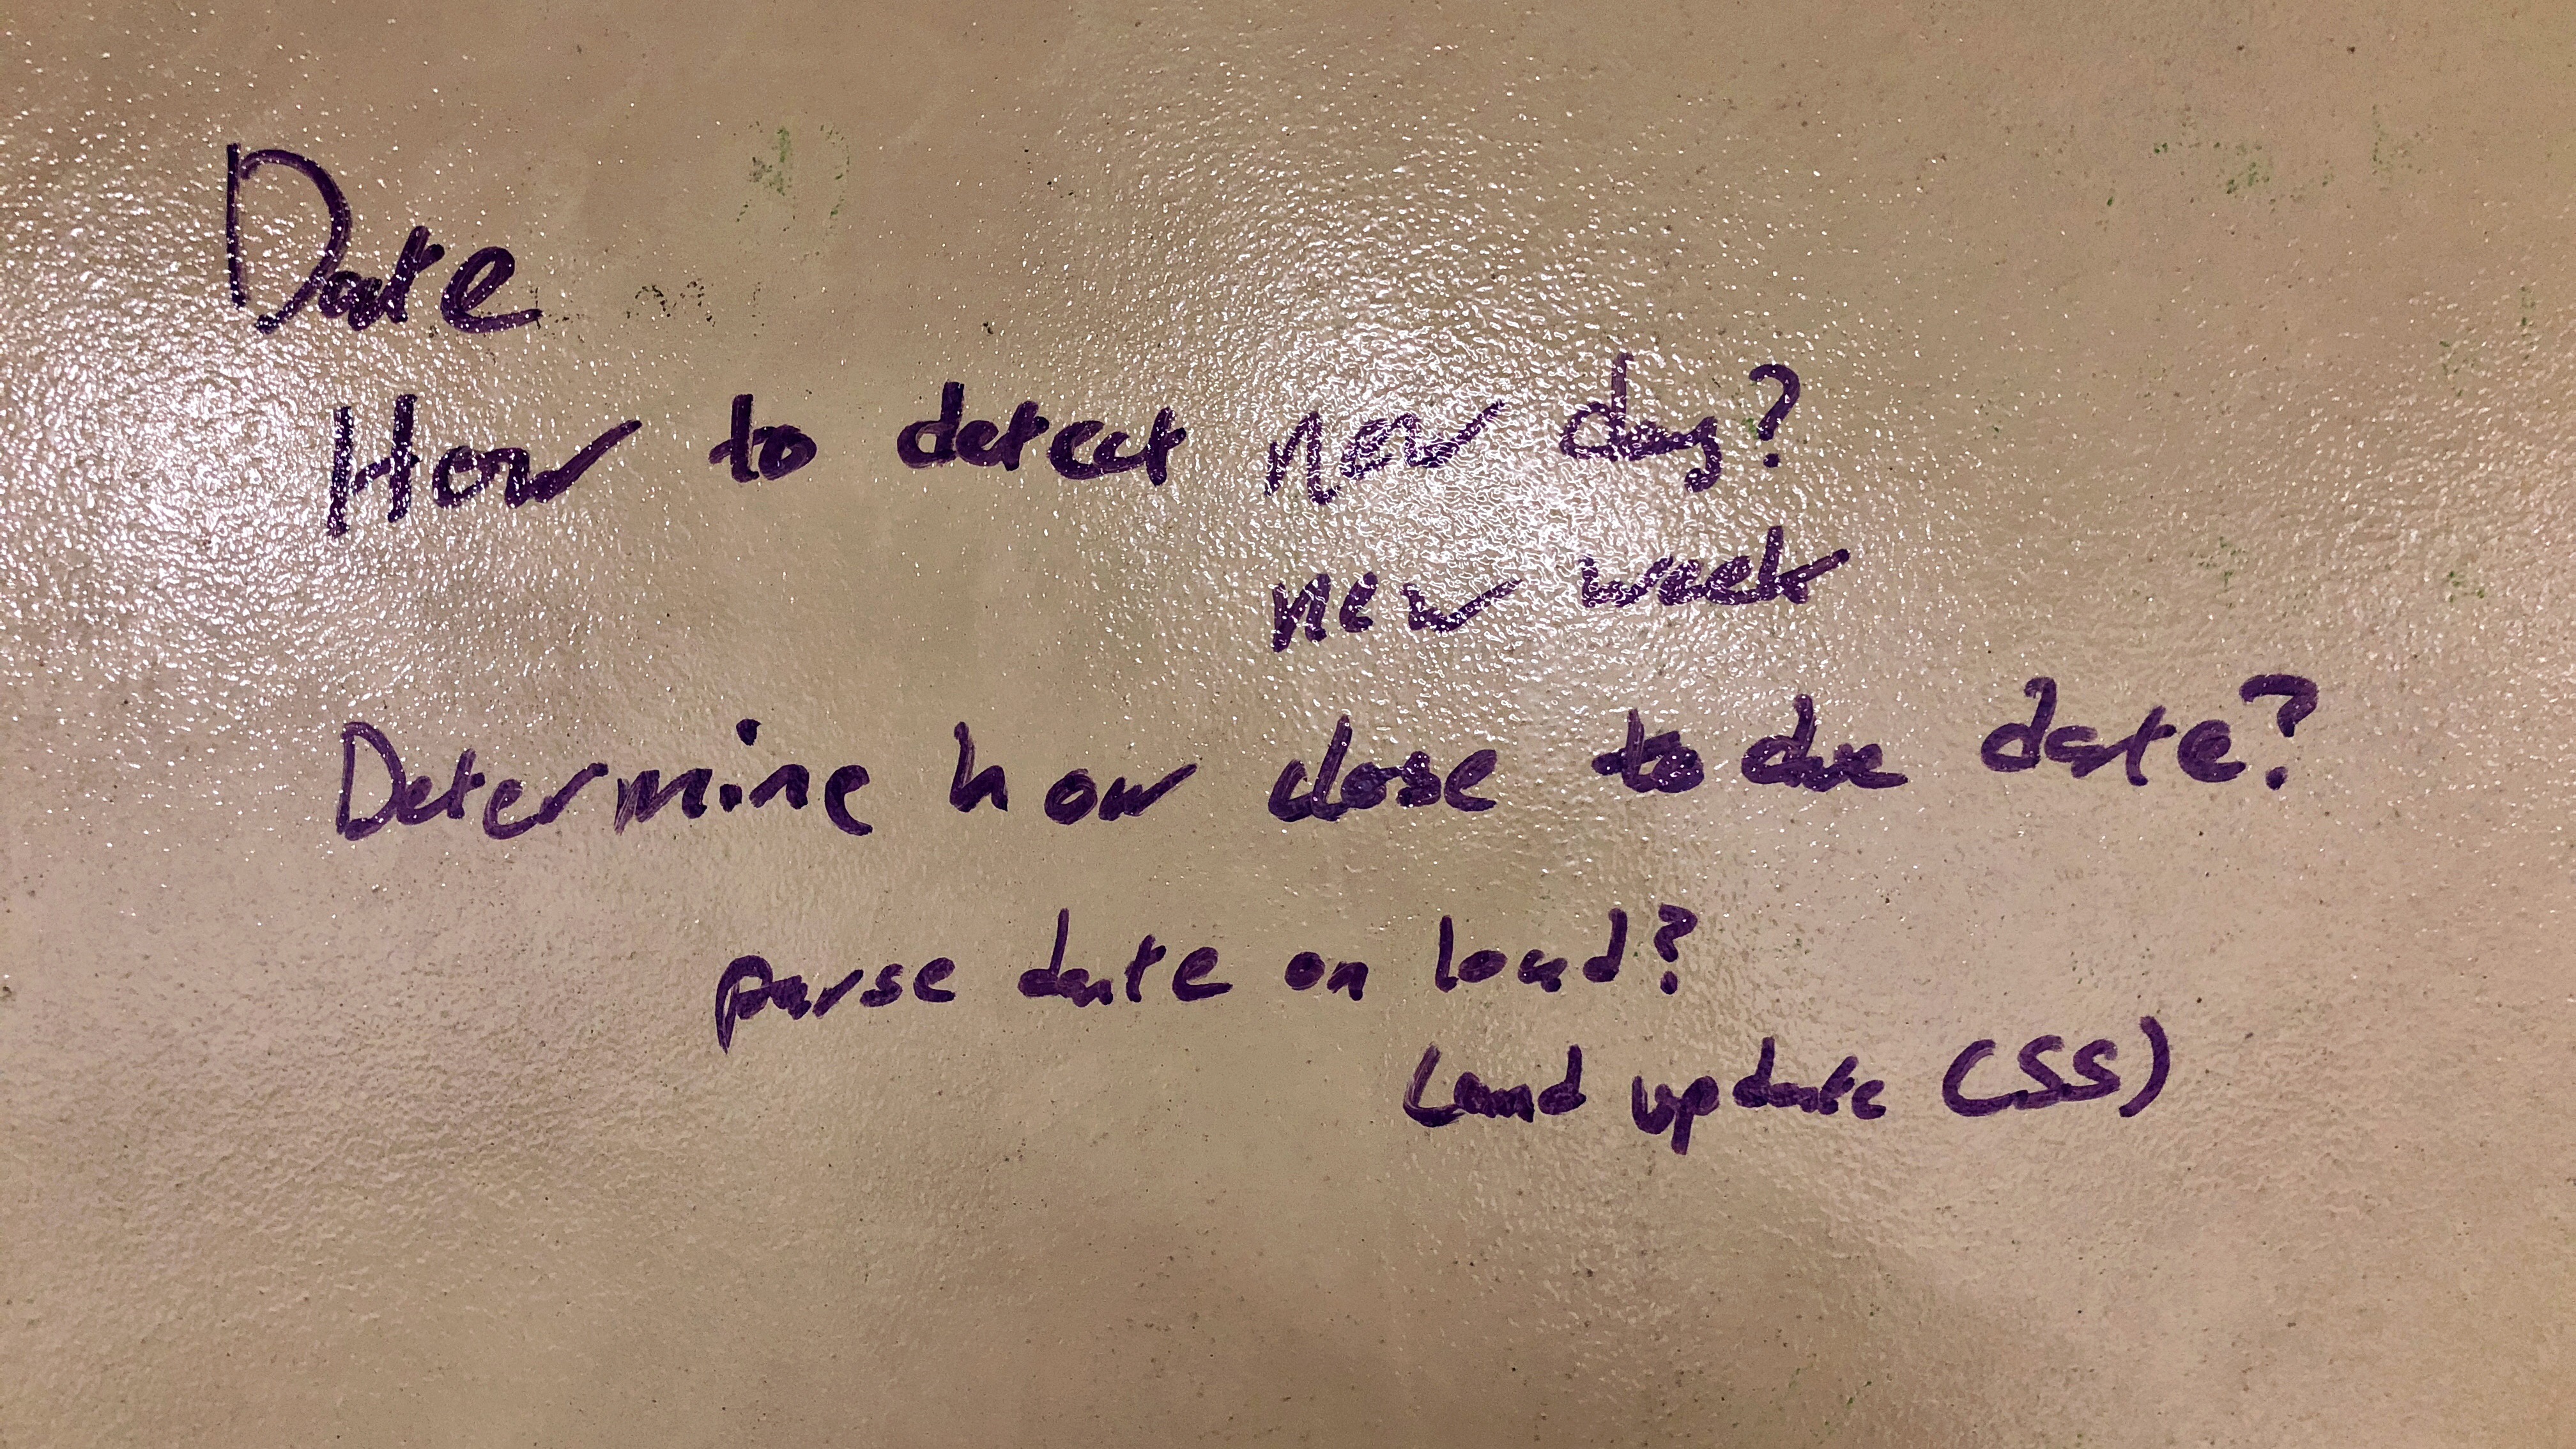 Date
How to detect new day?
new week
Determine how close to due date?
parse date on load?
(and update CSS)